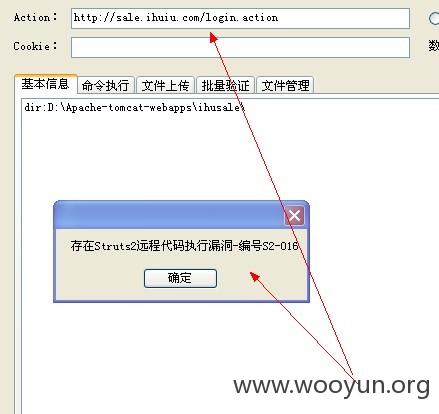 Action: http://sale.ihuiu.com/login.action
Cookie: 数
基本信息 命令执行 文件上传 批量验证 文件管理
dir:D:\Apache-tomcat-webapps\ihusale\
存在Struts2远程代码执行漏洞-编号S2-016
确定
www.wooyun.org